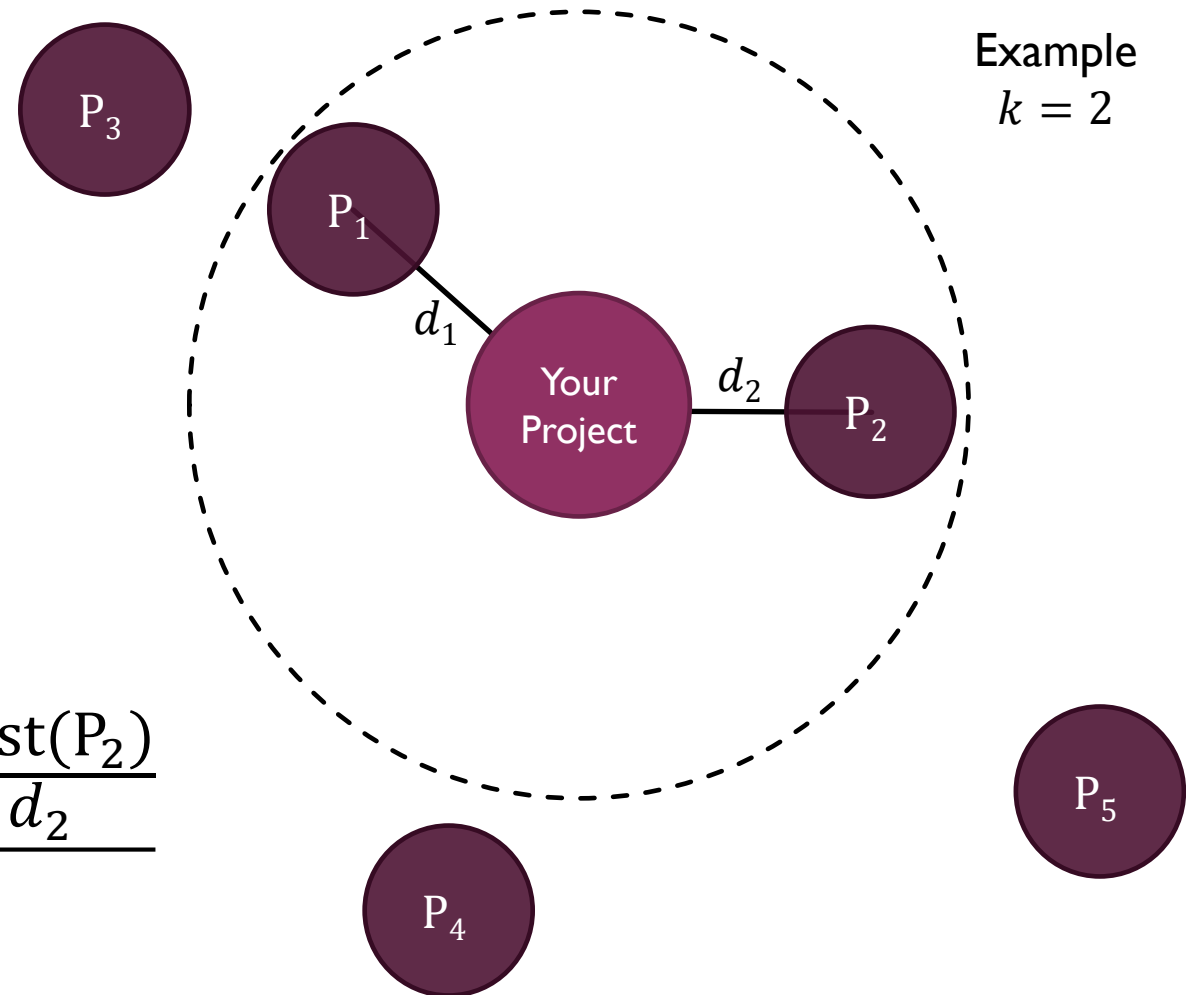 Example
k = 2
P₃
P₁
d₁
Your
Project
d₂
P₂
st(P₂)
d₂
P₅
P₄